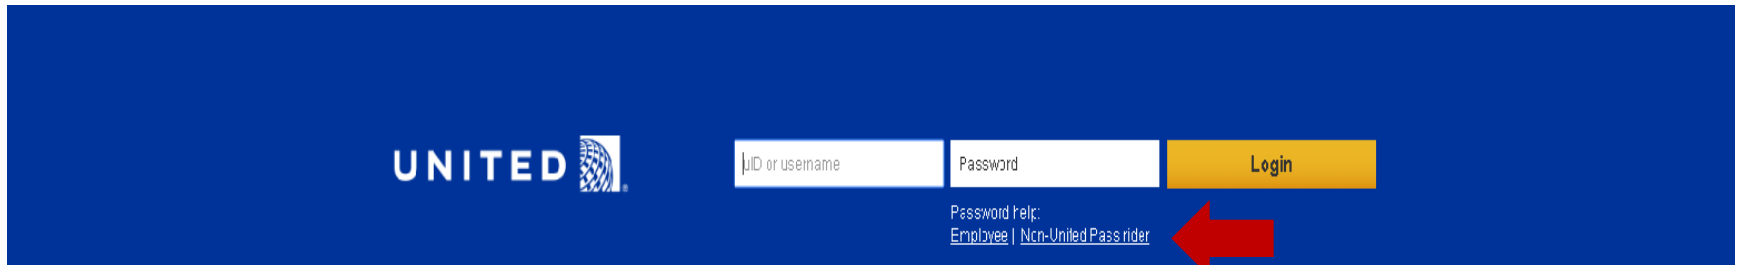 UNITED
uID or username
Password
Login
Password help:
Employee | Non-United Pass rider